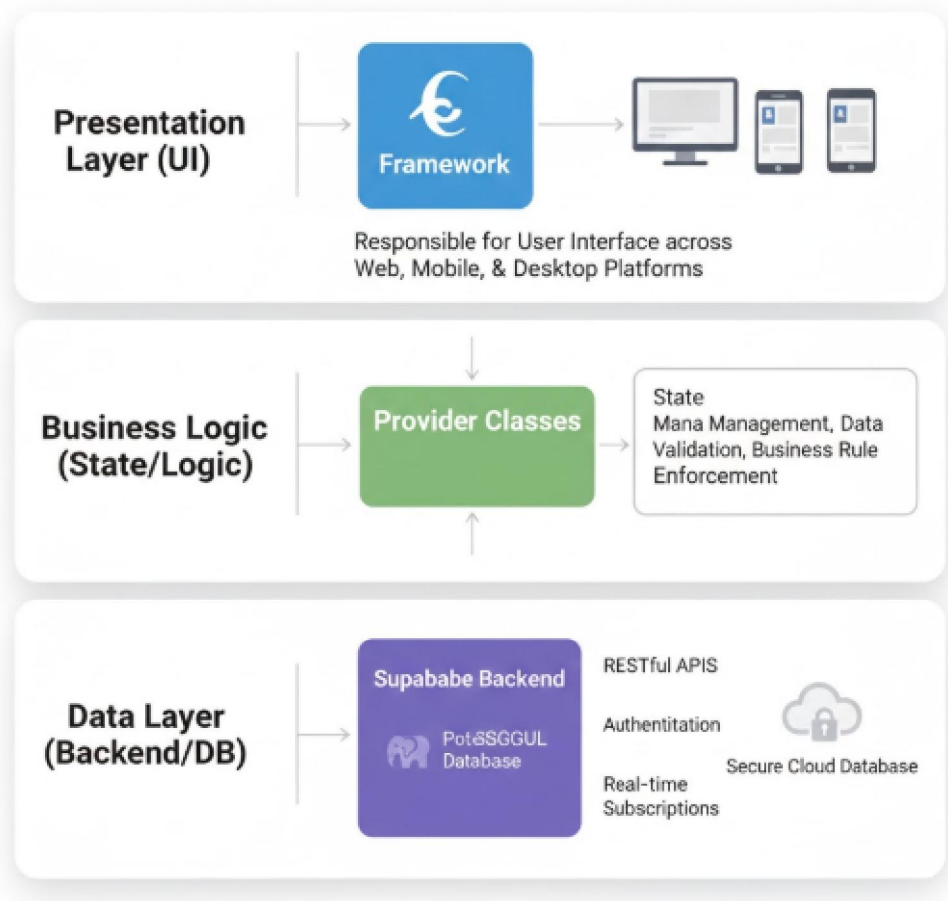 Presentation
Layer (UI)
Framework
Responsible for User Interface across
Web, Mobile, & Desktop Platforms
Business Logic
(State/Logic)
Provider Classes
State
Mana Management, Data
Validation, Business Rule
Enforcement
Data Layer
(Backend/DB)
Supababe Backend
PotéSGGUL
Database
RESTful APIS
Authentitation
Real-time
Subscriptions
Secure Cloud Database